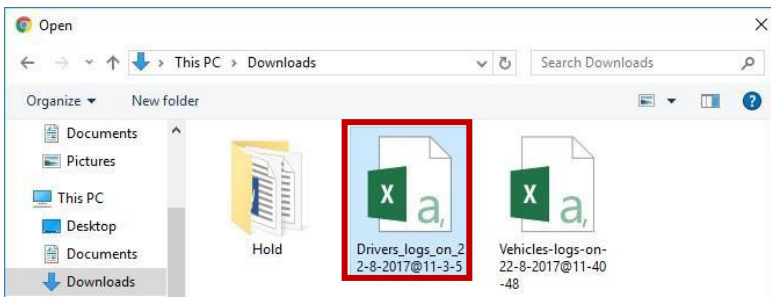 Open
This PC > Downloads
Search Downloads
Organize
New folder
Documents
Pictures
This PC
Desktop
Documents
Downloads
Hold
Drivers_logs_on_2
2-8-2017@11-3-5
Vehicles-logs-on-
22-8-2017@11-40
-48
X
a,
X
a,